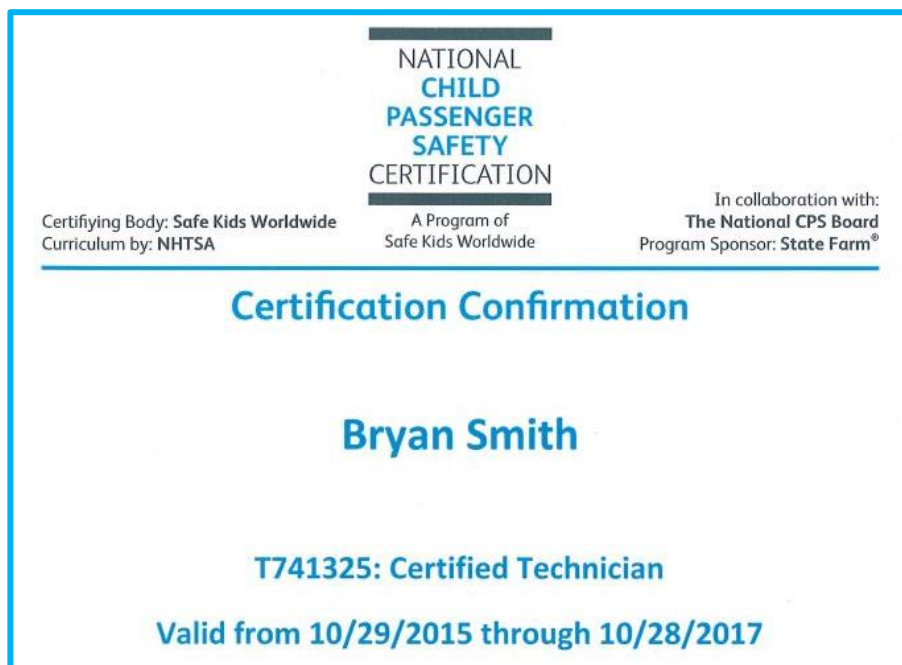 NATIONAL
CHILD
PASSENGER
SAFETY
CERTIFICATION
Certifiying Body: Safe Kids Worldwide
Curriculum by: NHTSA
A Program of
Safe Kids Worldwide
In collaboration with:
The National CPS Board
Program Sponsor: State Farm®
Certification Confirmation
Bryan Smith
T741325: Certified Technician
Valid from 10/29/2015 through 10/28/2017